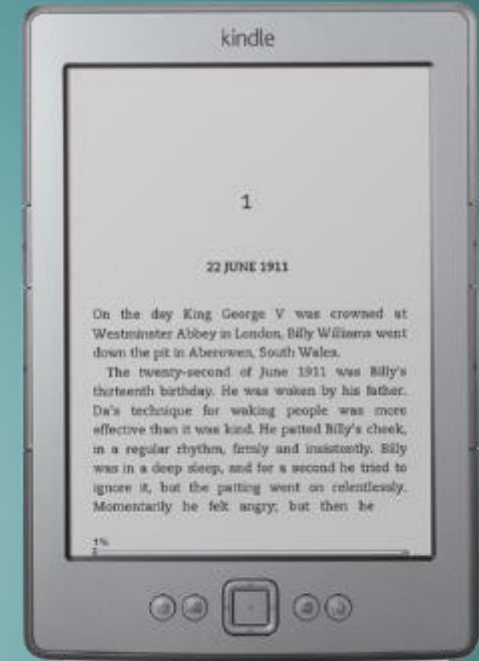 kindle
1
22 JUNE 1911
On the day King George V was crowned at
Westminster Abbey in London, Billy Williams went
down the pit in Aberowen, South Wales.
The twenty-second of June 1911 was Billy's
thirteenth birthday. He was woken by his father.
Da's technique for waking people was more
effective than it was kind. He patted Billy's cheek,
in a regular rhythm, firmly and insistently. Billy
was in a deep sleep, and for a second he tried to
ignore it, but the patting went on relentlessly.
Momentarily he felt angry; but then he
1%